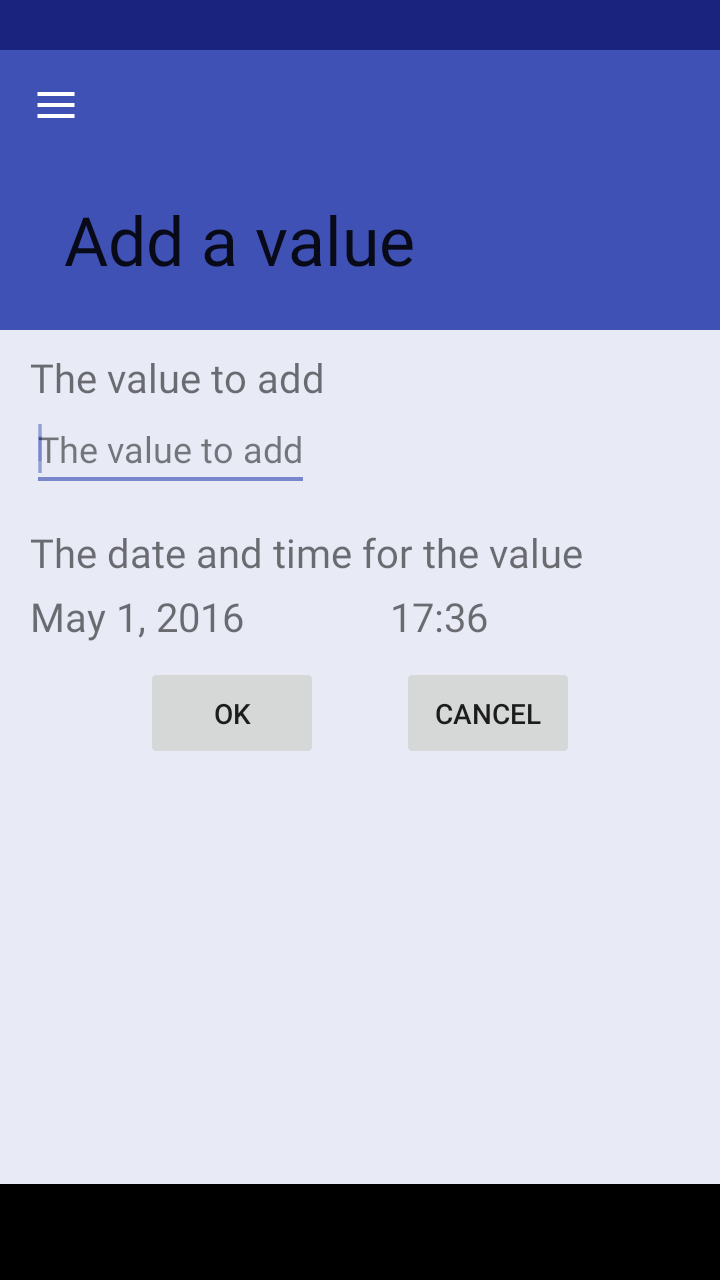 Add a value
The value to add
The value to add
The date and time for the value
May 1, 2016 17:36
OK CANCEL